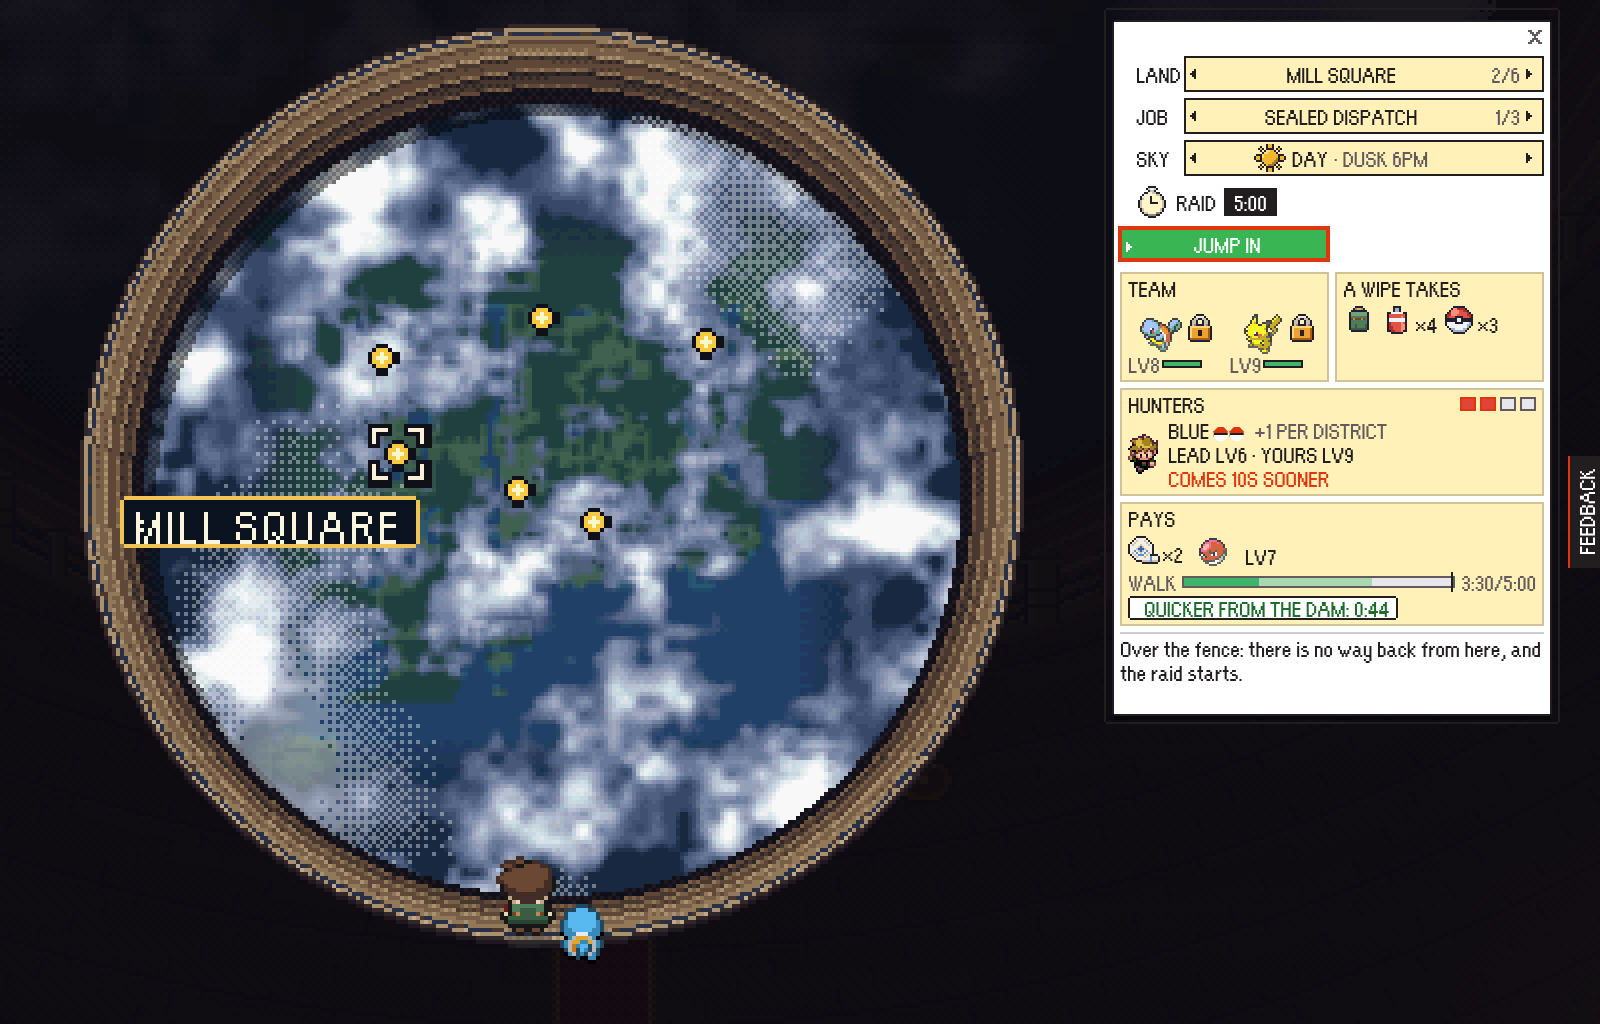 X
LAND MILL SQUARE 2/6
JOB SEALED DISPATCH 1/3
SKY DAY · DUSK 6PM
RAID 5:00
JUMP IN
TEAM
LV8 LV9
A WIPE TAKES
×4 ×3
HUNTERS
BLUE +1 PER DISTRICT
LEAD LV6 · YOURS LV9
COMES 10S SOONER
PAYS
×2 LV7
WALK 3:30/5:00
QUICKER FROM THE DAM: 0:44
Over the fence: there is no way back from here, and
the raid starts.
MILL SQUARE
FEEDBACK